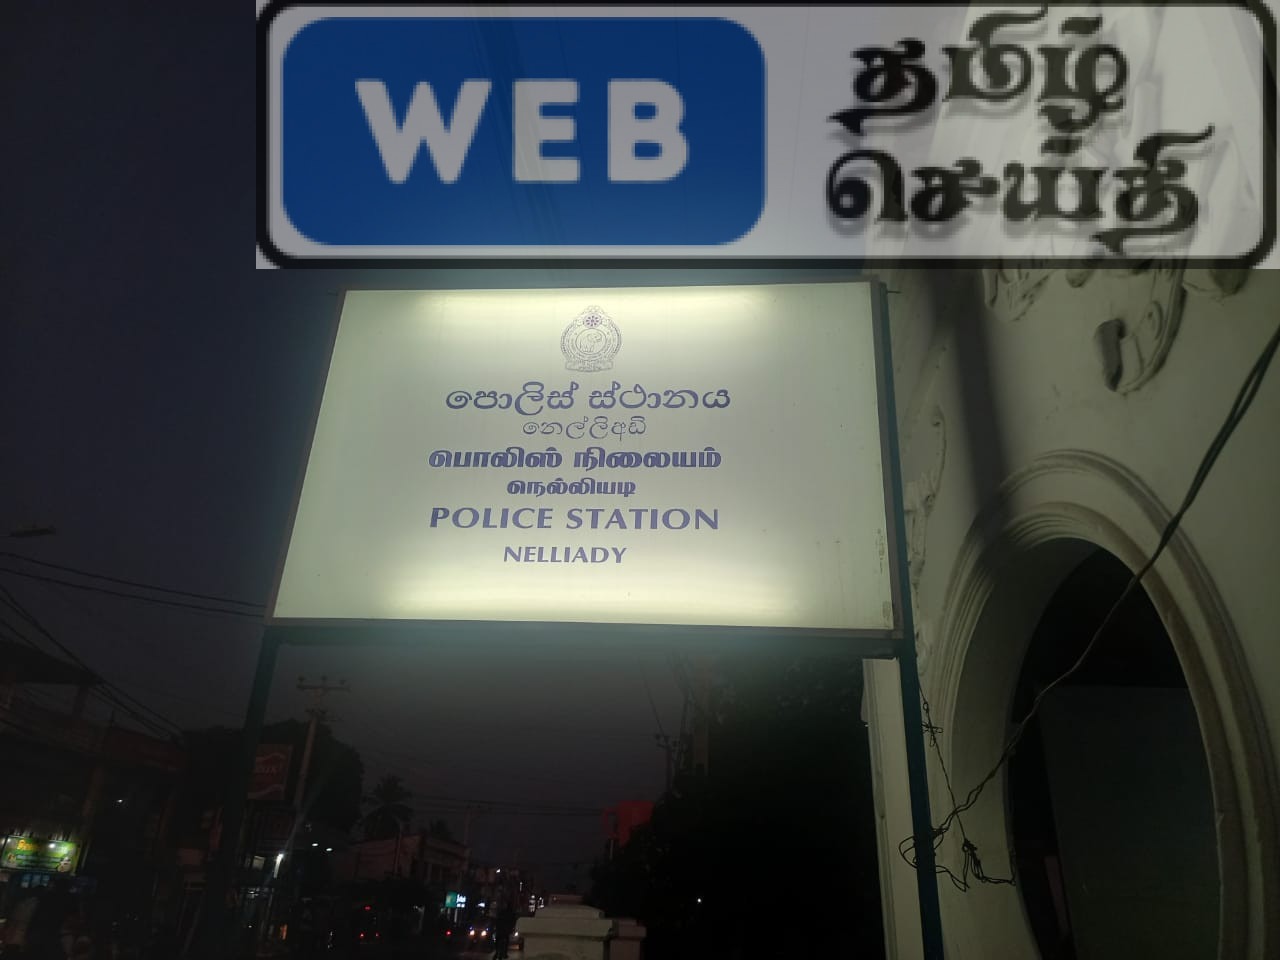 WEB
தமிழ்
செய்தி
පොලිස් ස්ථානය
නෙල්ලිඅඩි
பொலிஸ் நிலையம்
நெல்லியடி
POLICE STATION
NELLIADY